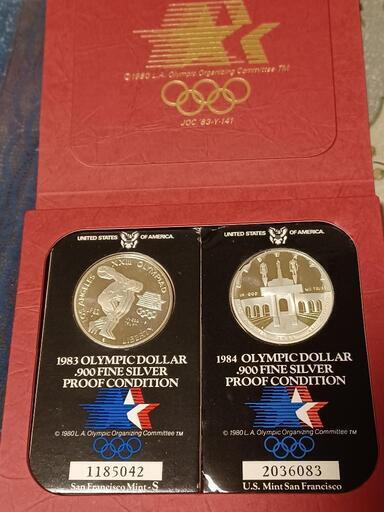 © 1980 L.A. Olympic Organizing Committee TM
JOC '83-Y-141
UNITED STATES OF AMERICA.
1983 OLYMPIC DOLLAR
.900 FINE SILVER
PROOF CONDITION
© 1980 L.A. Olympic Organizing Committee TM
1185042
San Francisco Mint - S
LOS ANGELES XXIII OLYMPIAD
LIBERTY
UNITED STATES OF AMERICA.
1984 OLYMPIC DOLLAR
.900 FINE SILVER
PROOF CONDITION
© 1980 L.A. Olympic Organizing Committee TM
2036083
U.S. Mint San Francisco
LIBERTY